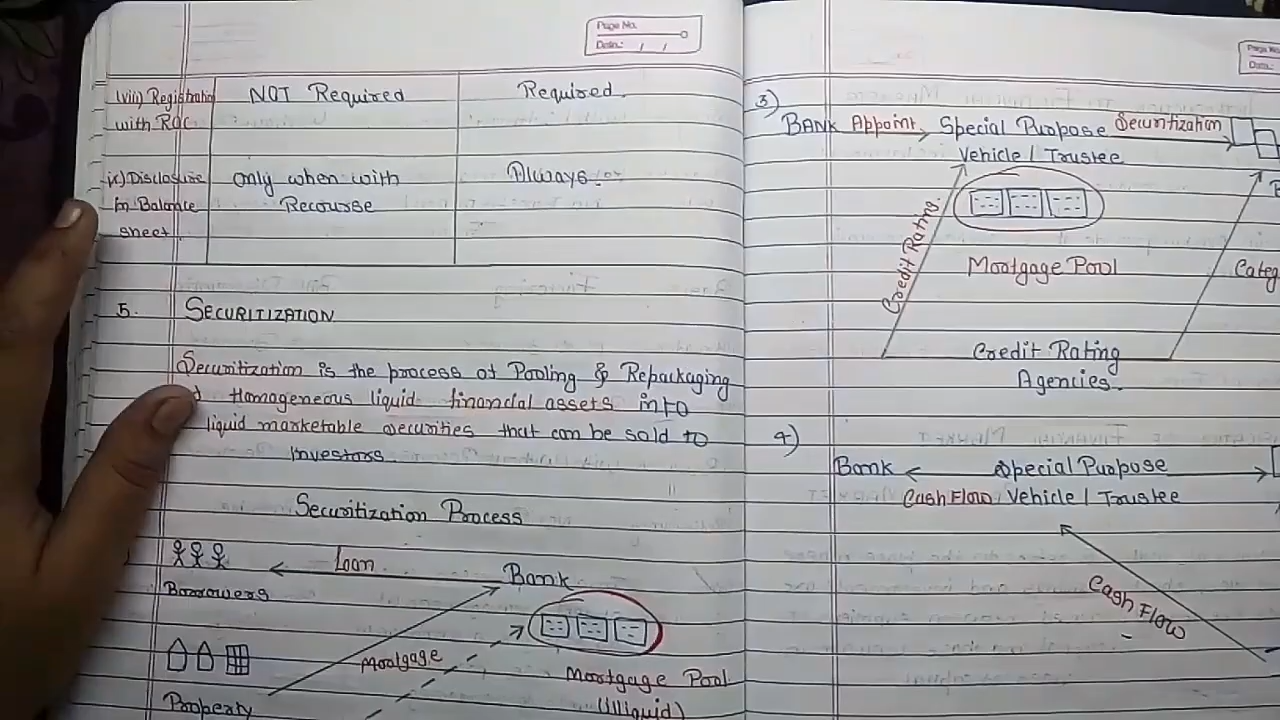 Page No.
Date: / /
(viii) Registration NOT Required Required.
with ROC.
ix) Disclosure only when with Always.
In Balance Recourse
sheet.
5. SECURITIZATION
Securitization is the process of Pooling & Repackaging
Homogeneous liquid financial assets into
liquid marketable securities that can be sold to
Investors.
Securitization Process
Loan Bank
Borrowers
Mortgage
Mortgage Pool
(illiquid)
Property
Page No.
Date:
3)
BANK Appoint Special Purpose Securitization
Vehicle / Trustee
Credit Rating
Mortgage Pool
Categ
Credit Rating
Agencies.
4)
Bank Special Purpose
Cash Flow Vehicle / Trustee
Cash Flow